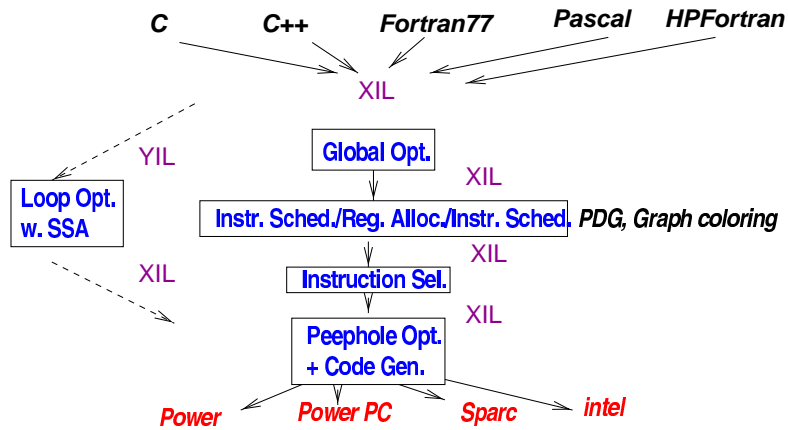 C C++ Fortran77 Pascal HPFortran
XIL
YIL
Global Opt.
XIL
Loop Opt.
w. SSA
Instr. Sched./Reg. Alloc./Instr. Sched. PDG, Graph coloring
XIL
XIL
Instruction Sel.
XIL
Peephole Opt.
+ Code Gen.
Power Power PC Sparc intel